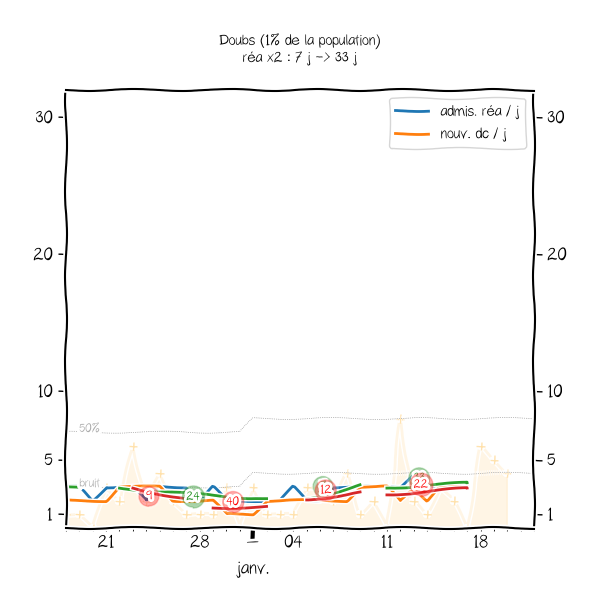 Doubs (1% de la population)
réa x2 : 7 j -> 33 j
admis. réa / j
nouv. dc / j
30 30
20 20
10 10
50%
5 5
bruit
9 24 40 12 22
1 1
21 28 1 04 11 18
janv.